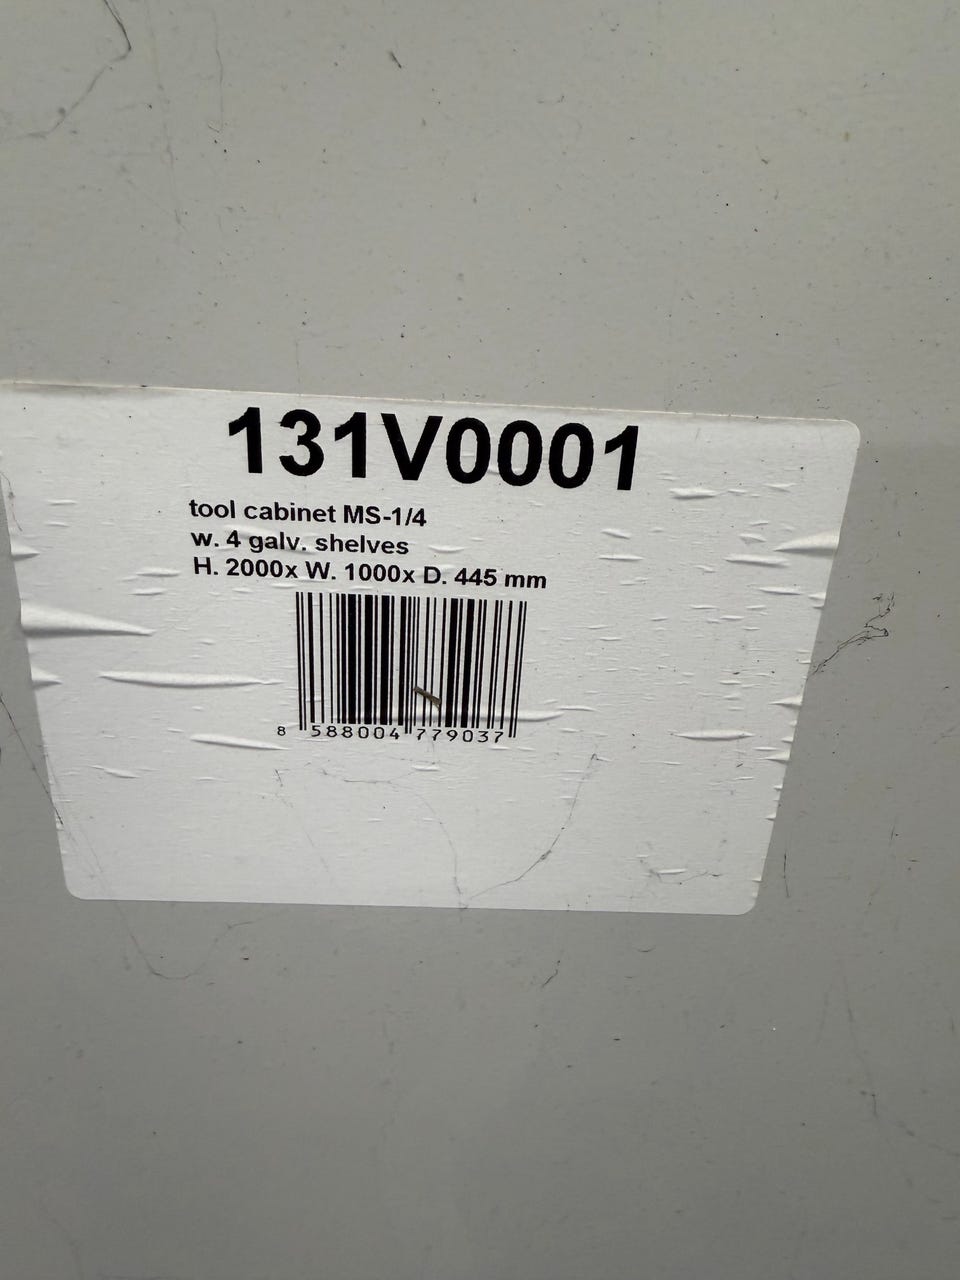 131V0001
tool cabinet MS-1/4
w. 4 galv. shelves
H. 2000x W. 1000x D. 445 mm
8 588004 779037